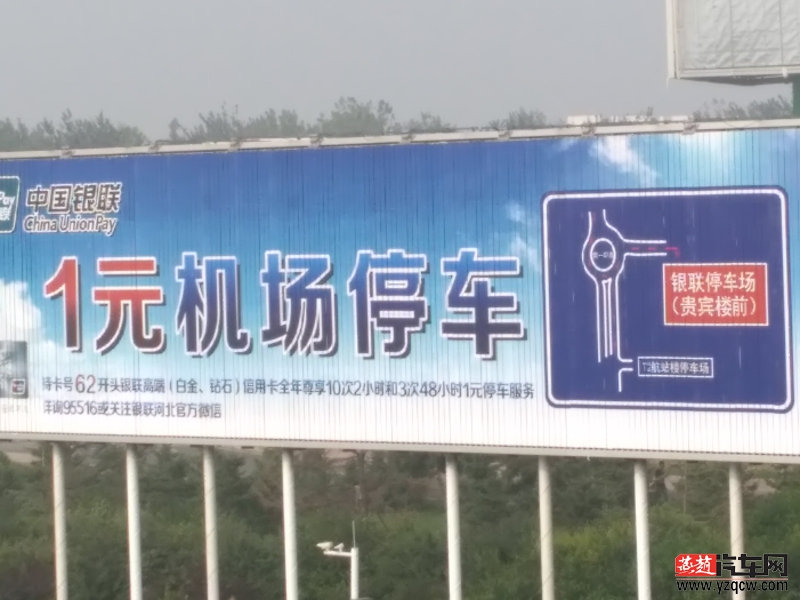 Pay
中国银联
China UnionPay
1元机场停车
持卡号62开头银联高端（白金、钻石）信用卡全年尊享10次2小时和3次48小时1元停车服务
详询95516或关注银联河北官方微信
银联停车场
（贵宾楼前）
T2航站楼停车场
燕赵汽车网
www.yzqcw.com